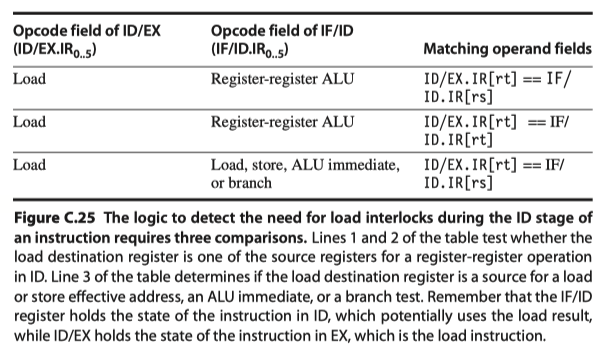 Opcode field of ID/EX
(ID/EX.IR0..5)
Opcode field of IF/ID
(IF/ID.IR0..5)
Matching operand fields
Load
Register-register ALU
ID/EX.IR[rt] == IF/
ID.IR[rs]
Load
Register-register ALU
ID/EX.IR[rt] == IF/
ID.IR[rt]
Load
Load, store, ALU immediate,
or branch
ID/EX.IR[rt] == IF/
ID.IR[rs]
Figure C.25 The logic to detect the need for load interlocks during the ID stage of
an instruction requires three comparisons. Lines 1 and 2 of the table test whether the
load destination register is one of the source registers for a register-register operation
in ID. Line 3 of the table determines if the load destination register is a source for a load
or store effective address, an ALU immediate, or a branch test. Remember that the IF/ID
register holds the state of the instruction in ID, which potentially uses the load result,
while ID/EX holds the state of the instruction in EX, which is the load instruction.